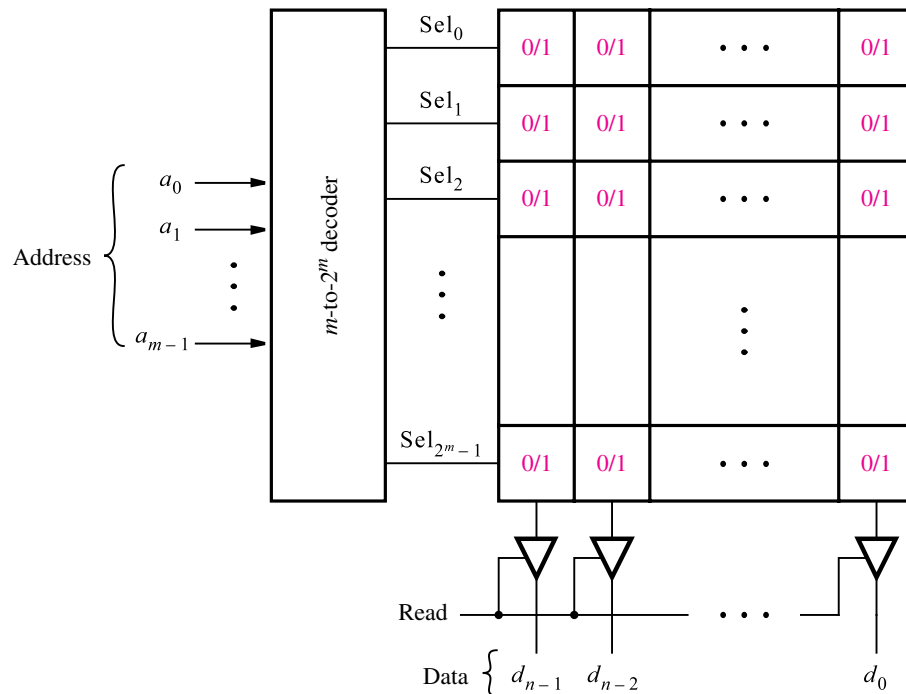 Sel₀ 0/1 0/1 • • • 0/1
Sel₁ 0/1 0/1 • • • 0/1
a₀ Sel₂ 0/1 0/1 • • • 0/1
a₁
Address
m-to-2ᵐ decoder
aₘ₋₁
Sel₂ᵐ₋₁ 0/1 0/1 • • • 0/1
Read • • •
Data { dₙ₋₁ dₙ₋₂ d₀